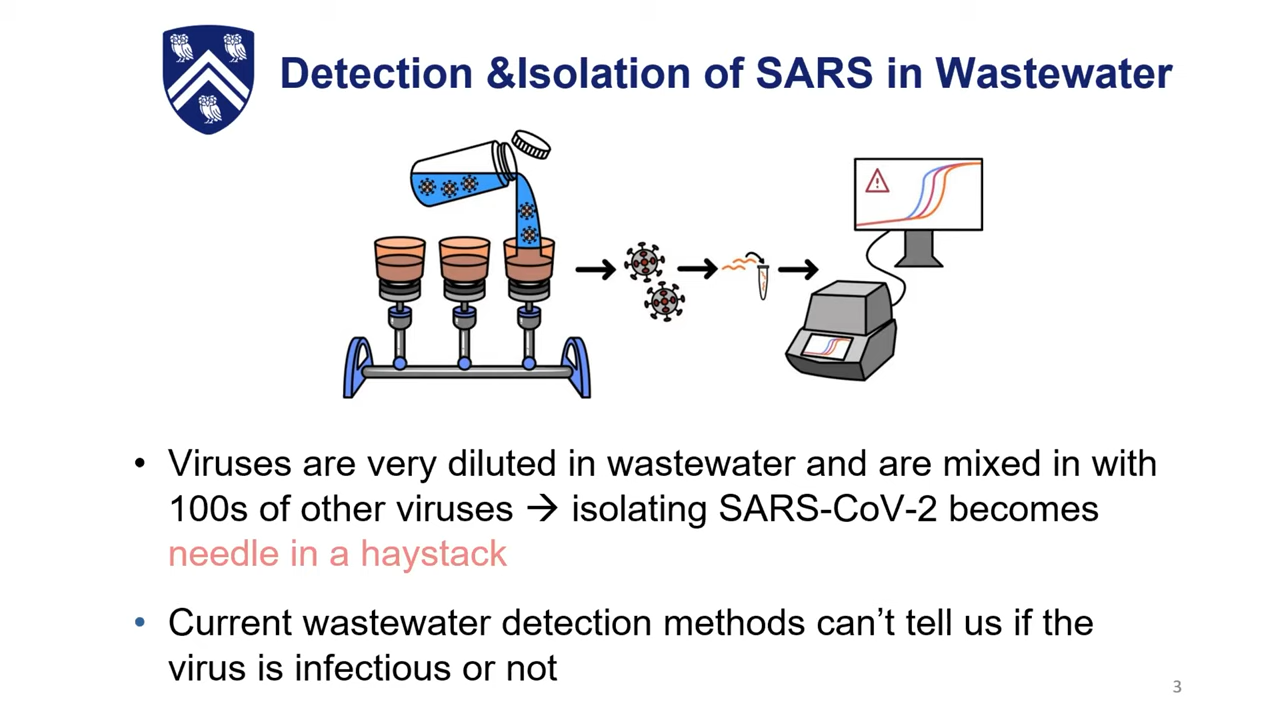 Detection &Isolation of SARS in Wastewater
• Viruses are very diluted in wastewater and are mixed in with
100s of other viruses → isolating SARS-CoV-2 becomes
needle in a haystack
• Current wastewater detection methods can’t tell us if the
virus is infectious or not
3